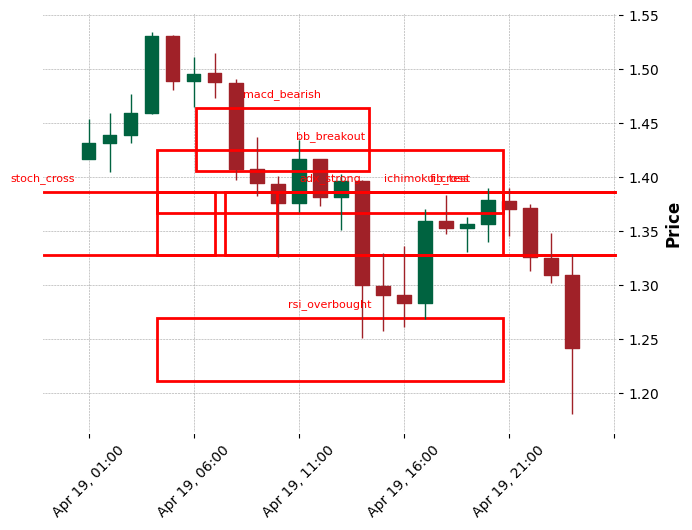 1.55
1.50
macd_bearish
1.45
bb_breakout
1.40
stoch_cross
1.35
Price
1.30
rsi_overbought
1.25
1.20
Apr 19, 01:00
Apr 19, 06:00
Apr 19, 11:00
Apr 19, 16:00
Apr 19, 21:00